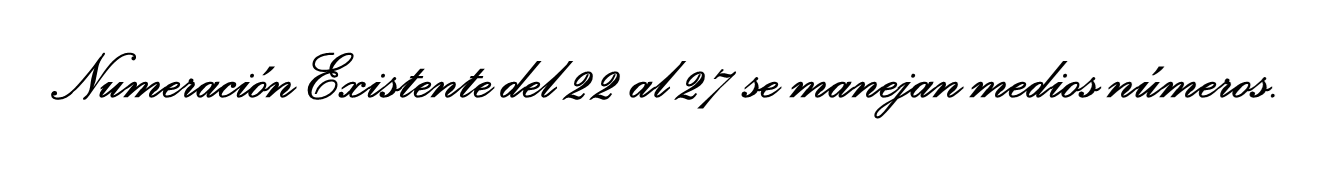 Numeración Existente del 22 al 27 se manejan medios números.